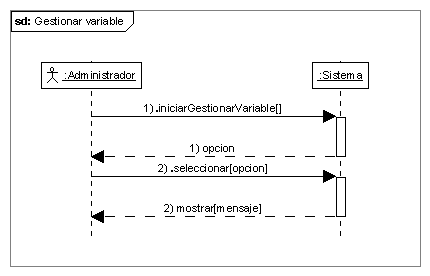 sd: Gestionar variable
:Administrador
:Sistema
1) .iniciarGestionarVariable[]
1) opcion
2) .seleccionar[opcion]
2) mostrar[mensaje]